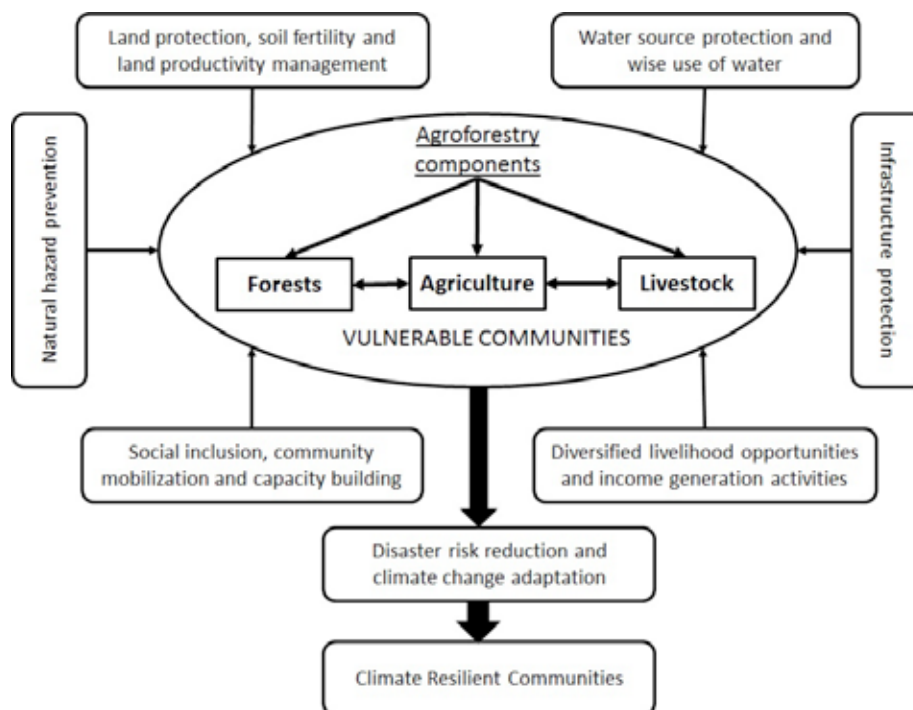 Land protection, soil fertility and
land productivity management
Water source protection and
wise use of water
Natural hazard prevention
Agroforestry
components
Forests
Agriculture
Livestock
VULNERABLE COMMUNITIES
Infrastructure
protection
Social inclusion, community
mobilization and capacity building
Diversified livelihood opportunities
and income generation activities
Disaster risk reduction and
climate change adaptation
Climate Resilient Communities